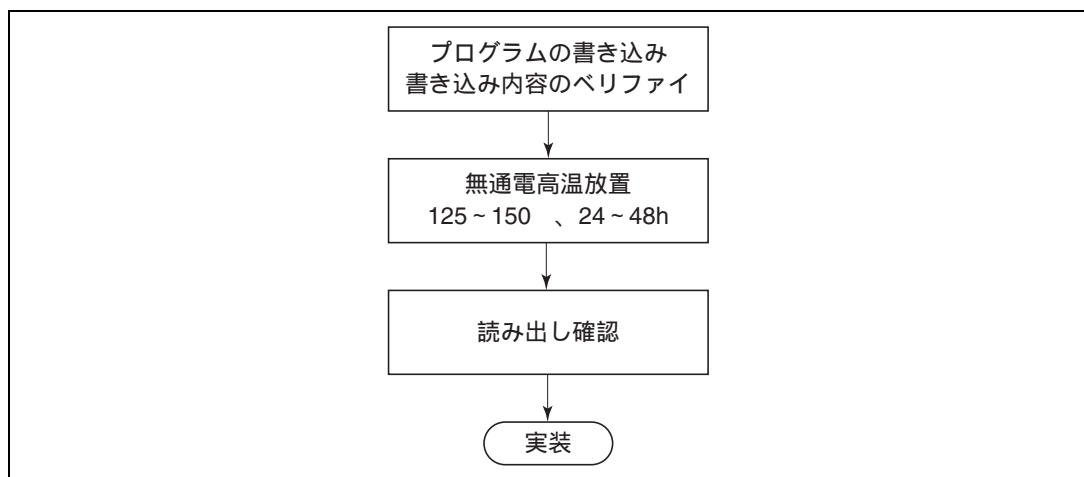 プログラムの書き込み
書き込み内容のベリファイ
無通電高温放置
125~150 、24~48h
読み出し確認
実装